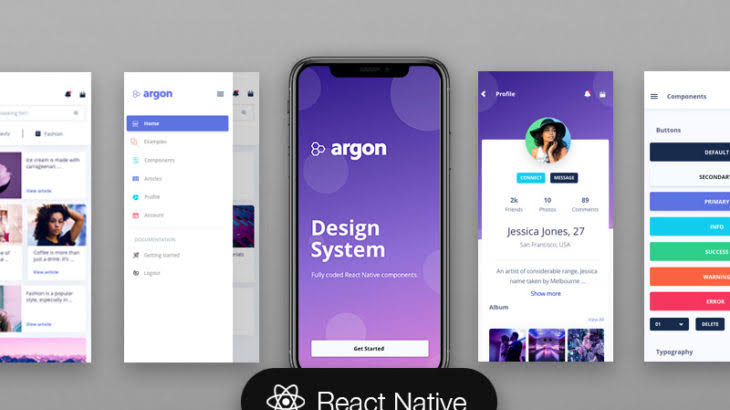 Ice cream is made with
carrageenan ...
View article
Fashion
Coffee is more than
just a drink: It's ...
View article
Fashion is a popular
style, especially in ...
View article
argon
Home
Examples
Components
Articles
Profile
Account
DOCUMENTATION
Getting started
Logout
argon
Design
System
Fully coded React Native components.
Get Started
Profile
CONNECT
MESSAGE
2k
Friends
10
Photos
89
Comments
Jessica Jones, 27
San Francisco, USA
An artist of considerable range, Jessica
name taken by Melbourne ...
Show more
Album
View All
Components
Buttons
DEFAULT
SECONDARY
PRIMARY
INFO
SUCCESS
WARNING
ERROR
01
DELETE
Typography
React Native